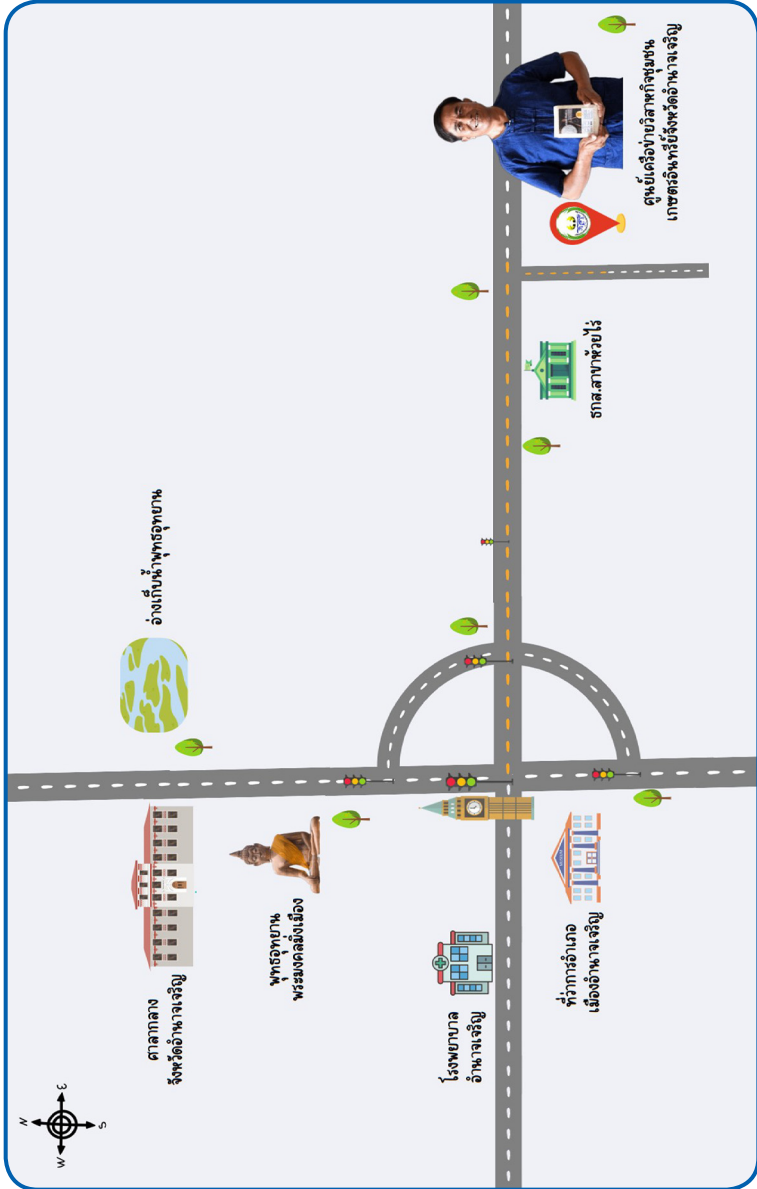 ศูนย์เครือข่ายวิสาหกิจชุมชน
เกษตรอินทรีย์จังหวัดอำนาจเจริญ
ธกส.สาขาห้วยไร่
อ่างเก็บน้ำพุทธอุทยาน
ศาลากลาง
จังหวัดอำนาจเจริญ
พุทธอุทยาน
พระมงคลมิ่งเมือง
โรงพยาบาล
อำนาจเจริญ
ที่ว่าการอำเภอ
เมืองอำนาจเจริญ
N
W
E
S